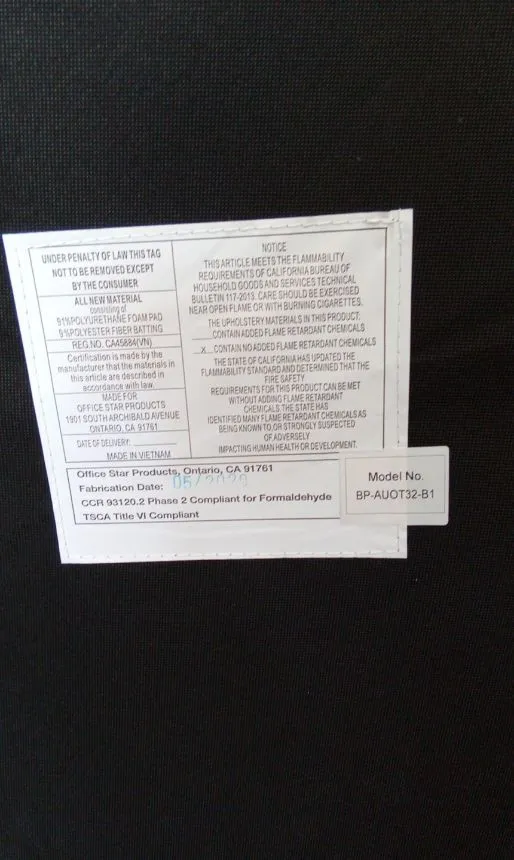 UNDER PENALTY OF LAW THIS TAG
NOT TO BE REMOVED EXCEPT
BY THE CONSUMER
ALL NEW MATERIAL
consisting of
91%POLYURETHANE FOAM PAD
9%POLYESTER FIBER BATTING
REG.NO. CA45884(VN)
Certification is made by the
manufacturer that the materials in
this article are described in
accordance with law.
MADE FOR
OFFICE STAR PRODUCTS
1901 SOUTH ARCHIBALD AVENUE
ONTARIO, CA 91761
DATE OF DELIVERY:
MADE IN VIETNAM
NOTICE
THIS ARTICLE MEETS THE FLAMMABILITY
REQUIREMENTS OF CALIFORNIA BUREAU OF
HOUSEHOLD GOODS AND SERVICES TECHNICAL
BULLETIN 117-2013. CARE SHOULD BE EXERCISED
NEAR OPEN FLAME OR WITH BURNING CIGARETTES.
THE UPHOLSTERY MATERIALS IN THIS PRODUCT:
CONTAIN ADDED FLAME RETARDANT CHEMICALS
X CONTAIN NO ADDED FLAME RETARDANT CHEMICALS
THE STATE OF CALIFORNIA HAS UPDATED THE
FLAMMABILITY STANDARD AND DETERMINED THAT THE
FIRE SAFETY
REQUIREMENTS FOR THIS PRODUCT CAN BE MET
WITHOUT ADDING FLAME RETARDANT
CHEMICALS. THE STATE HAS
IDENTIFIED MANY FLAME RETARDANT CHEMICALS AS
BEING KNOWN TO, OR STRONGLY SUSPECTED
OF ADVERSELY
IMPACTING HUMAN HEALTH OR DEVELOPMENT.
Office Star Products, Ontario, CA 91761
Fabrication Date:
CCR 93120.2 Phase 2 Compliant for Formaldehyde
TSCA Title VI Compliant
Model No.
BP-AUOT32-B1